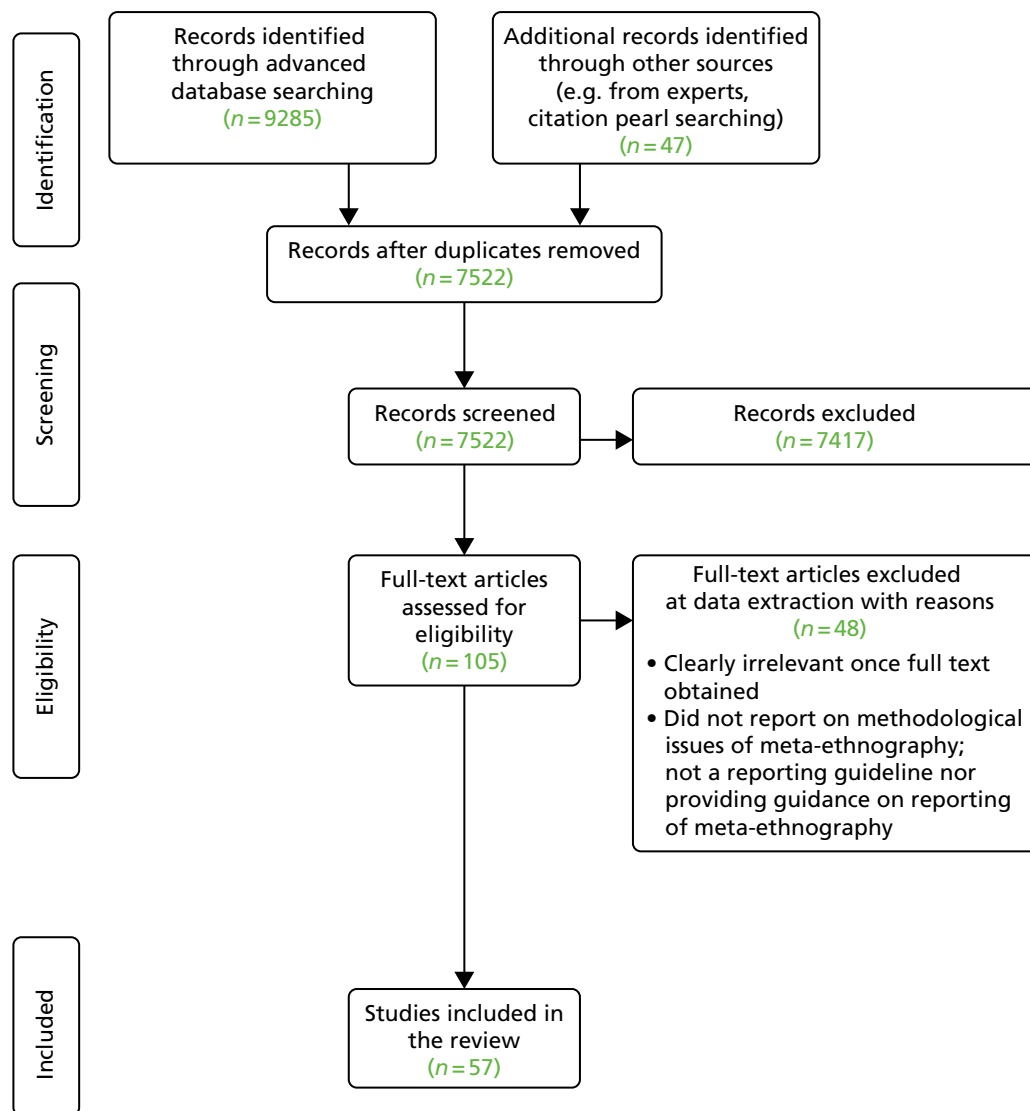 Identification
Records identified
through advanced
database searching
(n=9285)
Additional records identified
through other sources
(e.g. from experts,
citation pearl searching)
(n=47)
Records after duplicates removed
(n=7522)
Screening
Records screened
(n=7522)
Records excluded
(n=7417)
Eligibility
Full-text articles
assessed for
eligibility
(n=105)
Full-text articles excluded
at data extraction with reasons
(n=48)
• Clearly irrelevant once full text
obtained
• Did not report on methodological
issues of meta-ethnography;
not a reporting guideline nor
providing guidance on reporting
of meta-ethnography
Included
Studies included in
the review
(n=57)